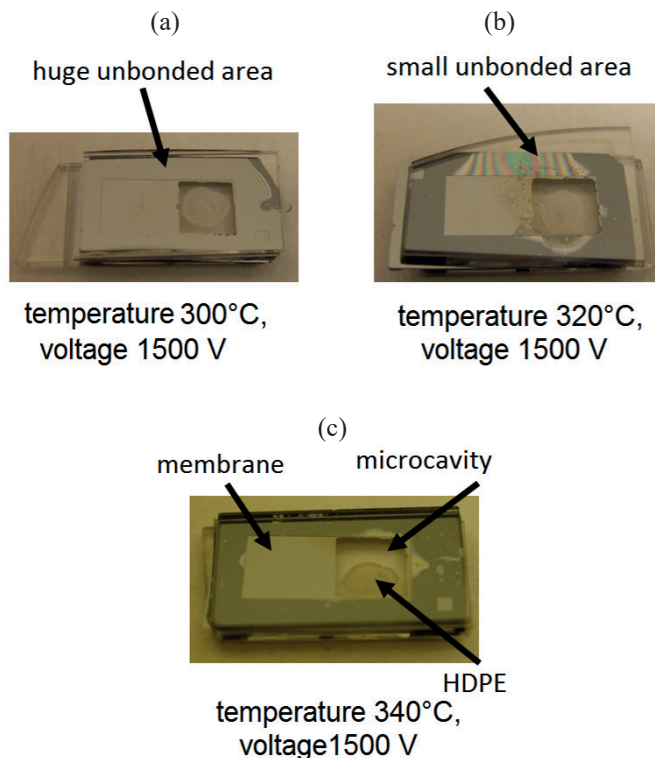 (a)
(b)
huge unbonded area
small unbonded area
temperature 300°C,
voltage 1500 V
temperature 320°C,
voltage 1500 V
(c)
membrane
microcavity
HDPE
temperature 340°C,
voltage1500 V